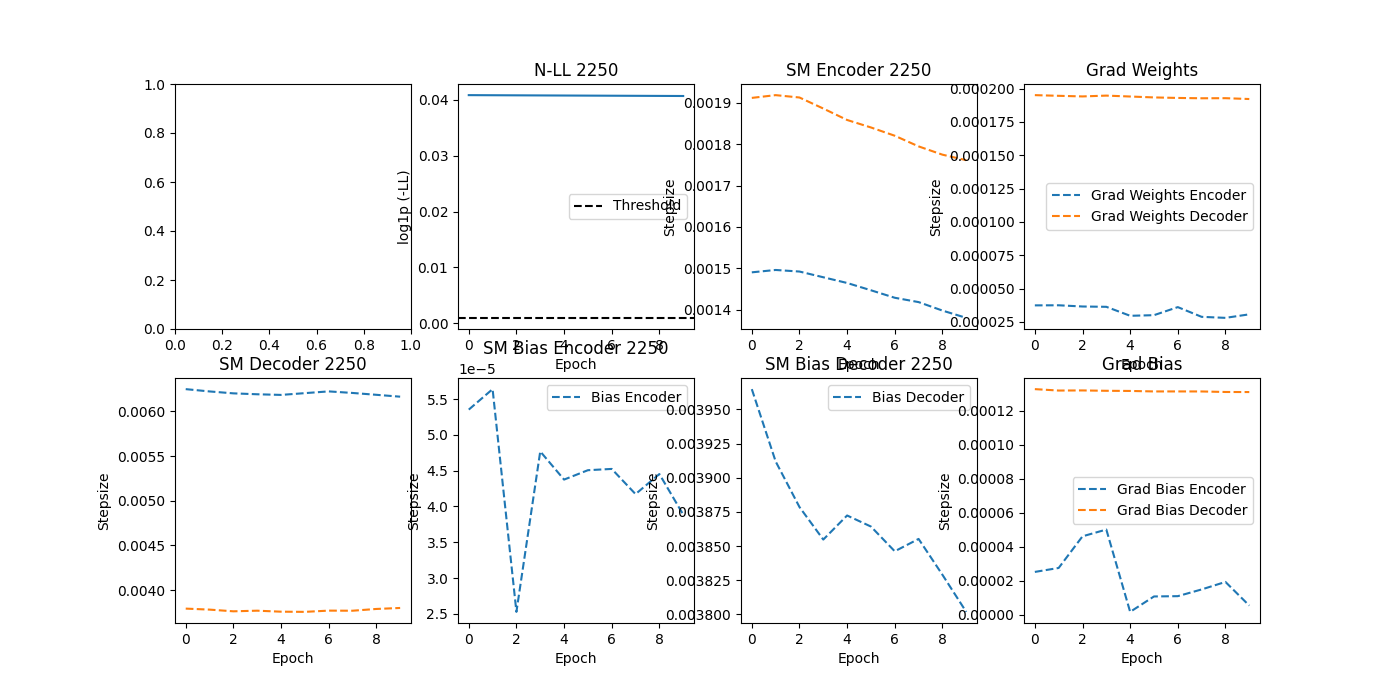 N-LL 2250
SM Encoder 2250
Grad Weights
1.0
0.8
0.6
0.4
0.2
0.0
0.0 0.2 0.4 0.6 0.8 1.0
log1p (-LL)
0.04
0.03
0.02
0.01
0.00
Threshold
0 2 4 6 8
Epoch
Stepsize
0.0019
0.0018
0.0017
0.0016
0.0015
0.0014
0 2 4 6 8
Epoch
Stepsize
0.000200
0.000175
0.000150
0.000125
0.000100
0.000075
0.000050
0.000025
Grad Weights Encoder
Grad Weights Decoder
0 2 4 6 8
Epoch
SM Decoder 2250
SM Bias Encoder 2250
SM Bias Decoder 2250
Grad Bias
Stepsize
0.0060
0.0055
0.0050
0.0045
0.0040
0 2 4 6 8
Epoch
Stepsize
1e−5
5.5
5.0
4.5
4.0
3.5
3.0
2.5
Bias Encoder
0 2 4 6 8
Epoch
Stepsize
0.003950
0.003925
0.003900
0.003875
0.003850
0.003825
0.003800
Bias Decoder
0 2 4 6 8
Epoch
Stepsize
0.00012
0.00010
0.00008
0.00006
0.00004
0.00002
0.00000
Grad Bias Encoder
Grad Bias Decoder
0 2 4 6 8
Epoch